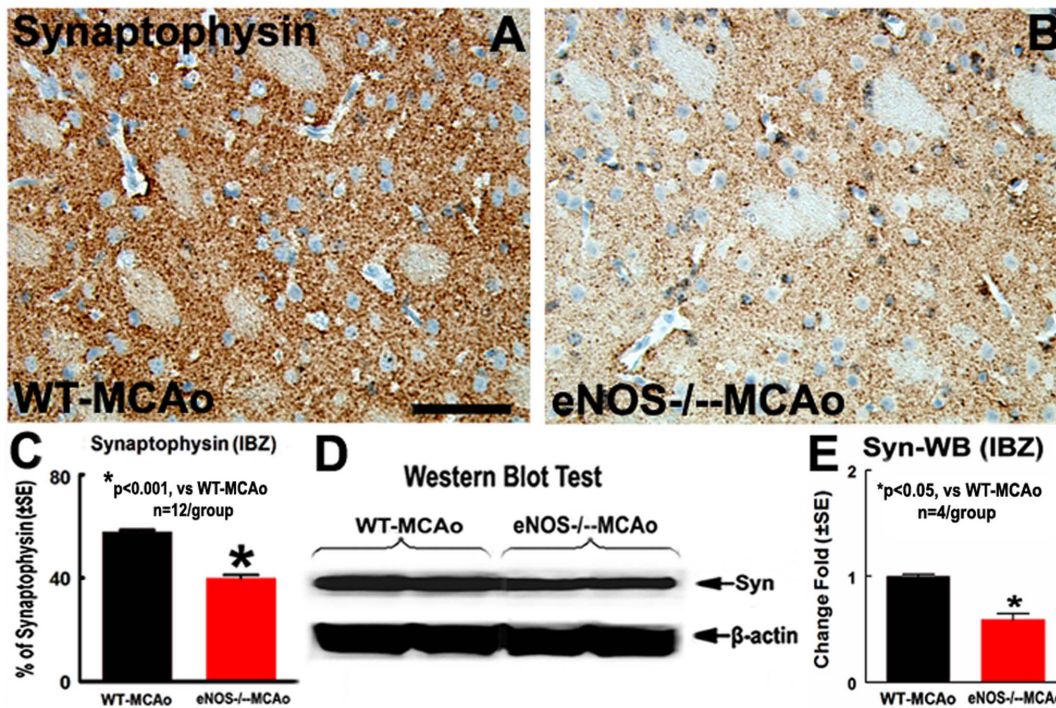 Synaptophysin
A
B
WT-MCAo
eNOS-/--MCAo
C
Synaptophysin (IBZ)
% of Synaptophysin (±SE)
80
40
0
*p<0.001, vs WT-MCAo
n=12/group
*
WT-MCAo
eNOS-/--MCAo
D
Western Blot Test
WT-MCAo
eNOS-/--MCAo
Syn
β-actin
E
Syn-WB (IBZ)
Change Fold (±SE)
2
1
0
*p<0.05, vs WT-MCAo
n=4/group
*
WT-MCAo
eNOS-/--MCAo